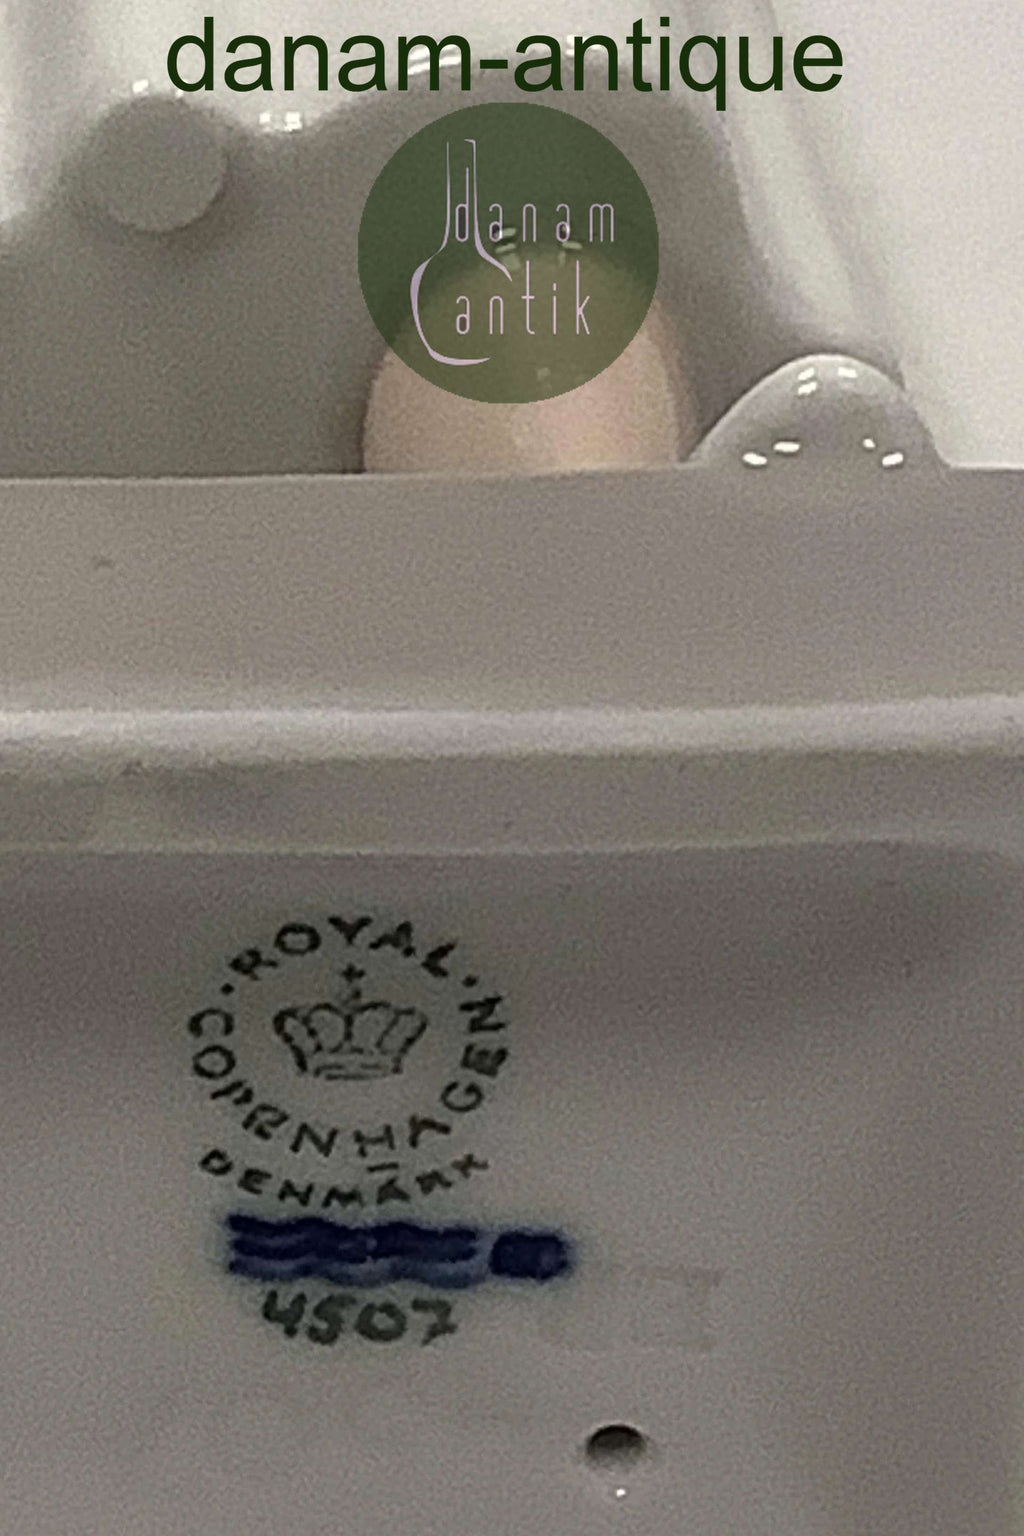 danam-antique
danam
antik
· ROYAL ·
COPENHAGEN
DENMARK
4507